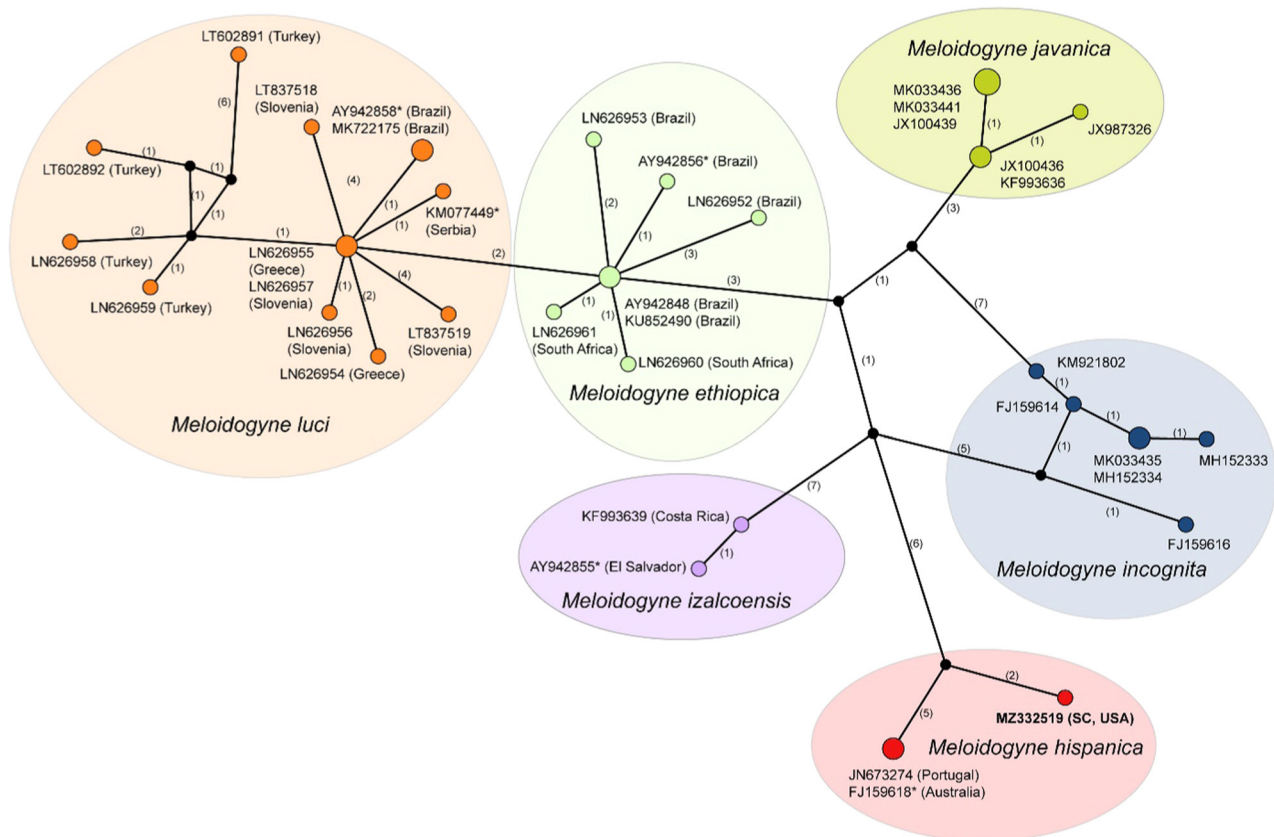 LT602891 (Turkey)
(6)
LT837518
(Slovenia)
AY942858* (Brazil)
MK722175 (Brazil)
(1)
LT602892 (Turkey)
(1)
(1)
(1)
(4)
(1)
(1)
KM077449*
(Serbia)
(2)
LN626958 (Turkey)
(1)
LN626959 (Turkey)
(1)
LN626955
(Greece)
LN626957
(Slovenia)
(1)
(2)
(4)
LN626956
(Slovenia)
LT837519
(Slovenia)
LN626954 (Greece)
Meloidogyne luci
(2)
LN626953 (Brazil)
AY942856* (Brazil)
LN626952 (Brazil)
(2)
(1)
(3)
(3)
(1)
(1)
AY942848 (Brazil)
KU852490 (Brazil)
LN626961
(South Africa)
LN626960 (South Africa)
Meloidogyne ethiopica
Meloidogyne javanica
MK033436
MK033441
JX100439
(1)
(1)
JX987326
JX100436
KF993636
(3)
(1)
(7)
(1)
KM921802
(1)
FJ159614
(1)
(1)
(1)
MK033435
MH152334
MH152333
(5)
(1)
FJ159616
Meloidogyne incognita
(7)
KF993639 (Costa Rica)
(1)
AY942855* (El Salvador)
Meloidogyne izalcoensis
(6)
(2)
MZ332519 (SC, USA)
(5)
Meloidogyne hispanica
JN673274 (Portugal)
FJ159618* (Australia)